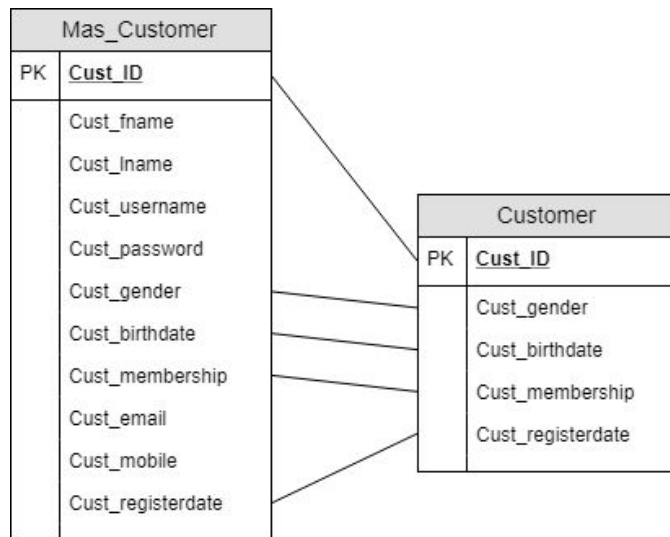 Mas_Customer
PK Cust_ID
Cust_fname
Cust_lname
Cust_username
Cust_password
Cust_gender
Cust_birthdate
Cust_membership
Cust_email
Cust_mobile
Cust_registerdate
Customer
PK Cust_ID
Cust_gender
Cust_birthdate
Cust_membership
Cust_registerdate